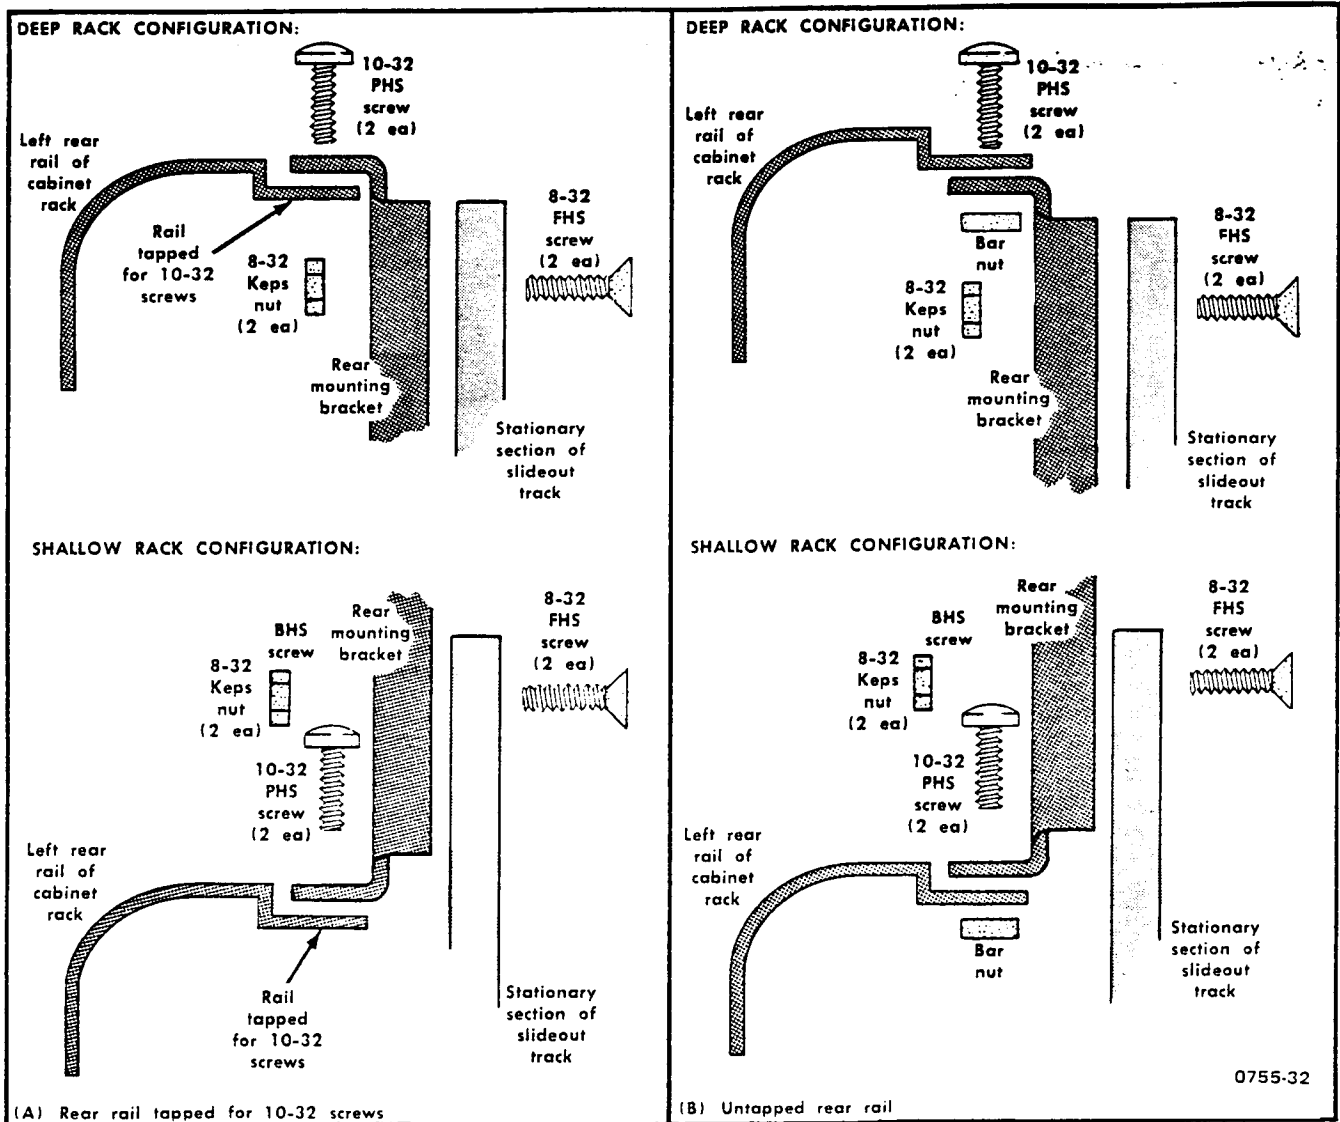 DEEP RACK CONFIGURATION:
10-32
PHS
screw
(2 ea)
Left rear
rail of
cabinet
rack
Rail
tapped
for 10-32
screws
8-32
Keps
nut
(2 ea)
8-32
FHS
screw
(2 ea)
Rear
mounting
bracket
Stationary
section of
slideout
track
SHALLOW RACK CONFIGURATION:
Rear
mounting
bracket
BHS
screw
8-32
Keps
nut
(2 ea)
8-32
FHS
screw
(2 ea)
10-32
PHS
screw
(2 ea)
Left rear
rail of
cabinet
rack
Rail
tapped
for 10-32
screws
Stationary
section of
slideout
track
(A) Rear rail tapped for 10-32 screws
DEEP RACK CONFIGURATION:
10-32
PHS
screw
(2 ea)
Left rear
rail of
cabinet
rack
Bar
nut
8-32
Keps
nut
(2 ea)
8-32
FHS
screw
(2 ea)
Rear
mounting
bracket
Stationary
section of
slideout
track
SHALLOW RACK CONFIGURATION:
Rear
mounting
bracket
BHS
screw
8-32
Keps
nut
(2 ea)
8-32
FHS
screw
(2 ea)
10-32
PHS
screw
(2 ea)
Left rear
rail of
cabinet
rack
Bar
nut
Stationary
section of
slideout
track
0755-32
(B) Untapped rear rail